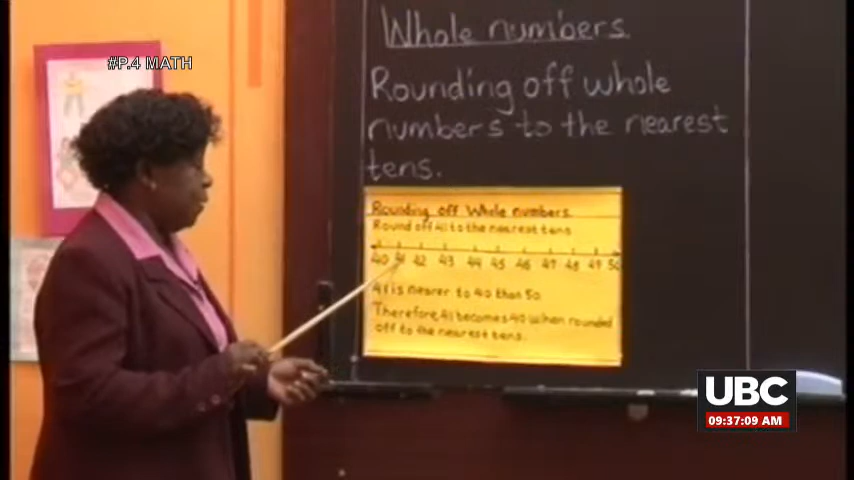 #P.4 MATH
Whole numbers.
Rounding off whole
numbers to the nearest
tens.
Rounding off Whole numbers.
Round off 41 to the nearest tens
40 41 42 43 44 45 46 47 48 49 50
41 is nearer to 40 than 50.
Therefore, 41 becomes 40 when rounded
off to the nearest tens.
UBC
09:37:09 AM